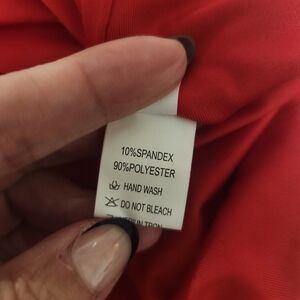 10%SPANDEX
90%POLYESTER
HAND WASH
DO NOT BLEACH